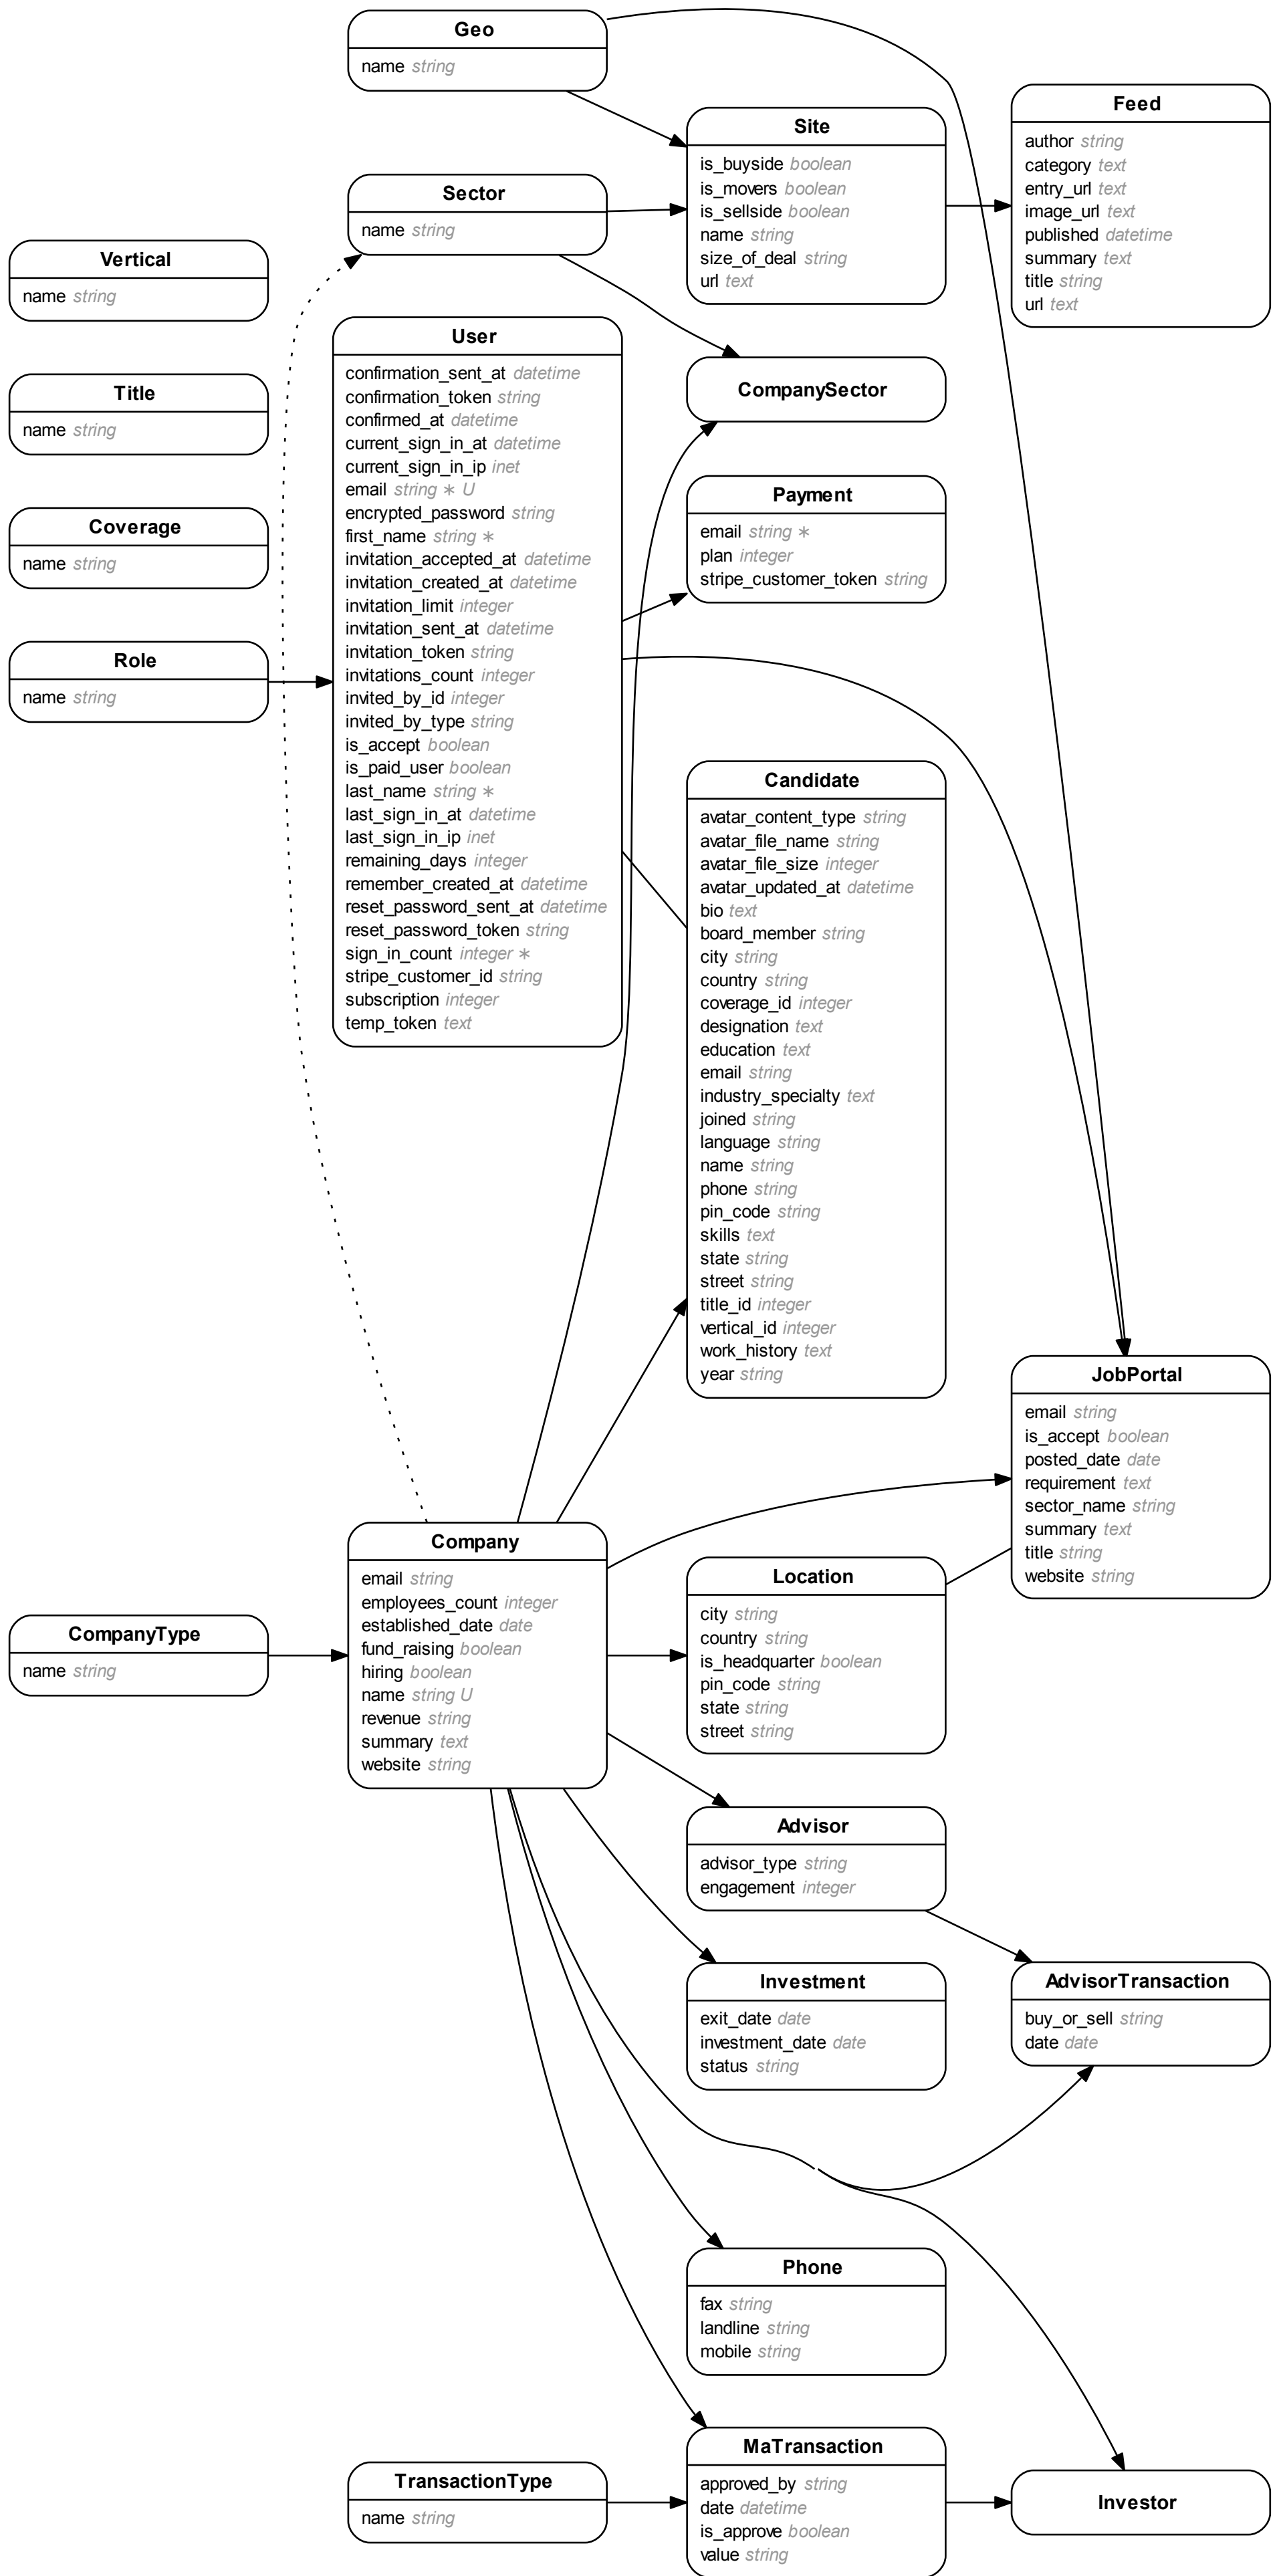 Geo
name string
Feed
author string
category text
entry_url text
image_url text
published datetime
summary text
title string
url text
Site
is_buyside boolean
is_movers boolean
is_sellside boolean
name string
size_of_deal string
url text
Sector
name string
Vertical
name string
User
confirmation_sent_at datetime
confirmation_token string
confirmed_at datetime
current_sign_in_at datetime
current_sign_in_ip inet
email string ∗ U
encrypted_password string
first_name string ∗
invitation_accepted_at datetime
invitation_created_at datetime
invitation_limit integer
invitation_sent_at datetime
invitation_token string
invitations_count integer
invited_by_id integer
invited_by_type string
is_accept boolean
is_paid_user boolean
last_name string ∗
last_sign_in_at datetime
last_sign_in_ip inet
remaining_days integer
remember_created_at datetime
reset_password_sent_at datetime
reset_password_token string
sign_in_count integer ∗
stripe_customer_id string
subscription integer
temp_token text
Title
name string
CompanySector
Coverage
name string
Payment
email string ∗
plan integer
stripe_customer_token string
Role
name string
Candidate
avatar_content_type string
avatar_file_name string
avatar_file_size integer
avatar_updated_at datetime
bio text
board_member string
city string
country string
coverage_id integer
designation text
education text
email string
industry_specialty text
joined string
language string
name string
phone string
pin_code string
skills text
state string
street string
title_id integer
vertical_id integer
work_history text
year string
JobPortal
email string
is_accept boolean
posted_date date
requirement text
sector_name string
summary text
title string
website string
Company
email string
employees_count integer
established_date date
fund_raising boolean
hiring boolean
name string U
revenue string
summary text
website string
Location
city string
country string
is_headquarter boolean
pin_code string
state string
street string
CompanyType
name string
Advisor
advisor_type string
engagement integer
Investment
exit_date date
investment_date date
status string
AdvisorTransaction
buy_or_sell string
date date
Phone
fax string
landline string
mobile string
MaTransaction
approved_by string
date datetime
is_approve boolean
value string
TransactionType
name string
Investor